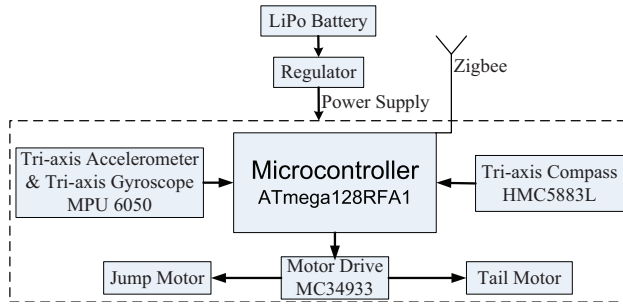 LiPo Battery
Regulator
Zigbee
Power Supply
Tri-axis Accelerometer
& Tri-axis Gyroscope
MPU 6050
Microcontroller
ATmega128RFA1
Tri-axis Compass
HMC5883L
Jump Motor
Motor Drive
MC34933
Tail Motor